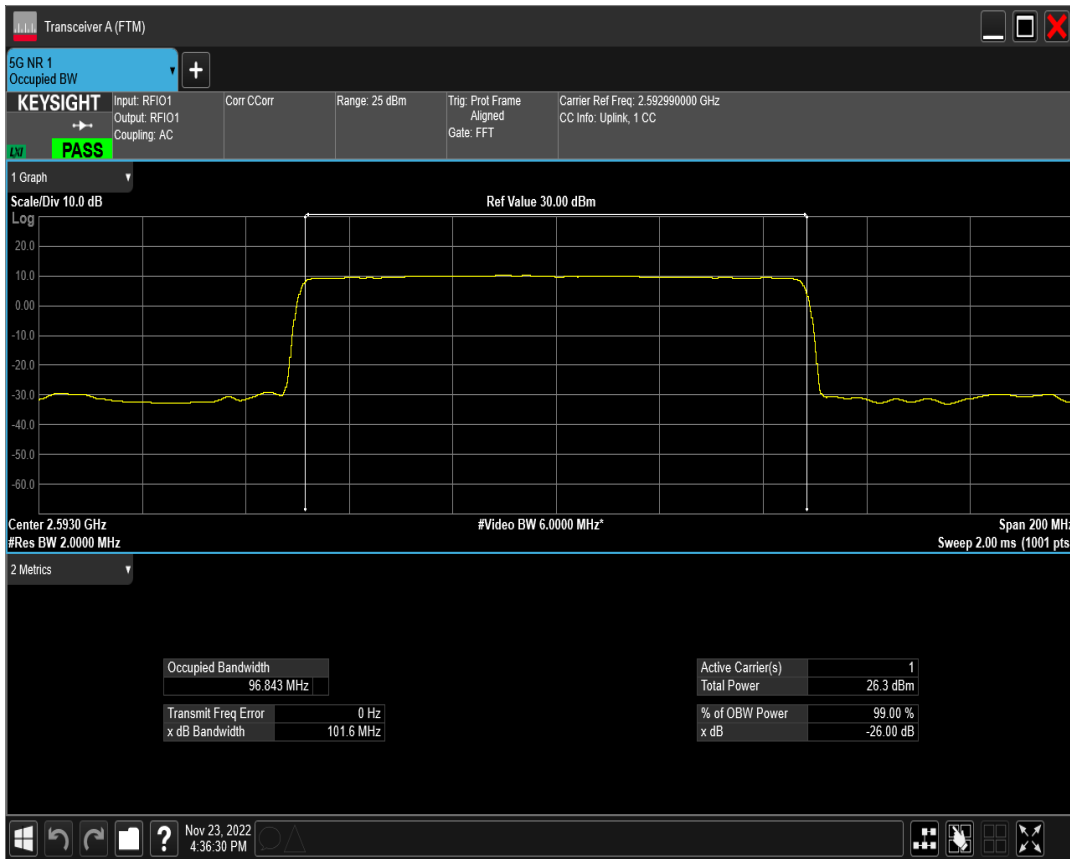 Transceiver A (FTM)
5G NR 1
Occupied BW
+
KEYSIGHT
LXI
PASS
Input: RFIO1
Output: RFIO1
Coupling: AC
Corr CCorr
Range: 25 dBm
Trig: Prot Frame
Aligned
Gate: FFT
Carrier Ref Freq: 2.592990000 GHz
CC Info: Uplink, 1 CC
1 Graph
Scale/Div 10.0 dB
Ref Value 30.00 dBm
Log
20.0
10.0
0.00
-10.0
-20.0
-30.0
-40.0
-50.0
-60.0
Center 2.5930 GHz
#Video BW 6.0000 MHz*
Span 200 MHz
#Res BW 2.0000 MHz
Sweep 2.00 ms (1001 pts
2 Metrics
Occupied Bandwidth
96.843 MHz
Transmit Freq Error 0 Hz
x dB Bandwidth 101.6 MHz
Active Carrier(s) 1
Total Power 26.3 dBm
% of OBW Power 99.00 %
x dB -26.00 dB
?
Nov 23, 2022
4:36:30 PM